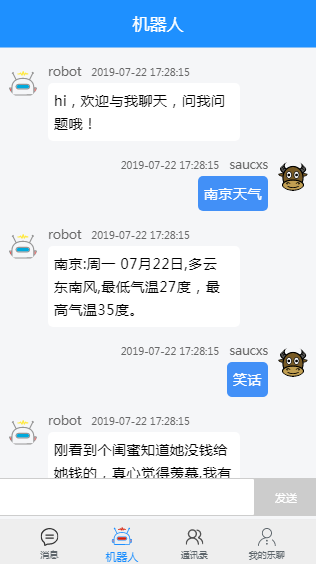 机器人
robot 2019-07-22 17:28:15
hi，欢迎与我聊天，问我问
题哦！
2019-07-22 17:28:15 saucxs
南京天气
robot 2019-07-22 17:28:15
南京:周一 07月22日,多云
东南风,最低气温27度，最
高气温35度。
2019-07-22 17:28:15 saucxs
笑话
robot 2019-07-22 17:28:15
刚看到个闺蜜知道她没钱给
她钱的，真心觉得羡慕,我有
发送
消息 机器人 通讯录 我的乐聊